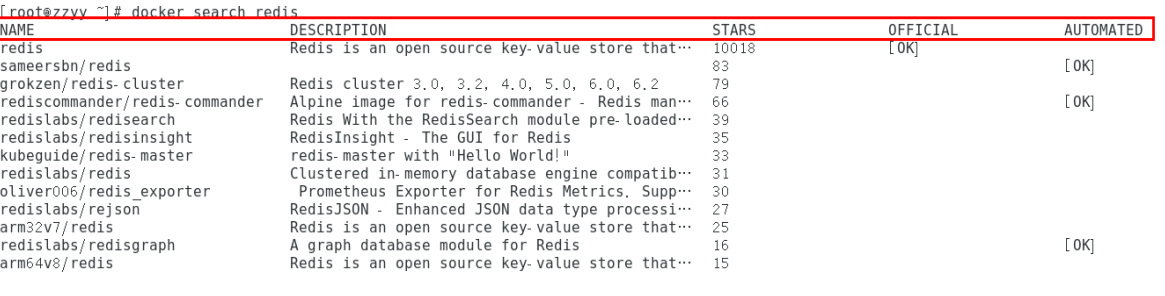 [root@zzyy ~]# docker search redis
NAME DESCRIPTION STARS OFFICIAL AUTOMATED
redis Redis is an open source key-value store that… 10018 [OK]
sameersbn/redis 83 [OK]
grokzen/redis-cluster Redis cluster 3.0, 3.2, 4.0, 5.0, 6.0, 6.2 79
rediscommander/redis-commander Alpine image for redis-commander - Redis man… 66 [OK]
redislabs/redisearch Redis With the RedisSearch module pre-loaded… 39
redislabs/redisinsight RedisInsight - The GUI for Redis 35
kubeguide/redis-master redis-master with "Hello World!" 33
redislabs/redis Clustered in-memory database engine compatib… 31
oliver006/redis_exporter Prometheus Exporter for Redis Metrics. Supp… 30
redislabs/rejson RedisJSON - Enhanced JSON data type processi… 27
arm32v7/redis Redis is an open source key-value store that… 25
redislabs/redisgraph A graph database module for Redis 16 [OK]
arm64v8/redis Redis is an open source key-value store that… 15